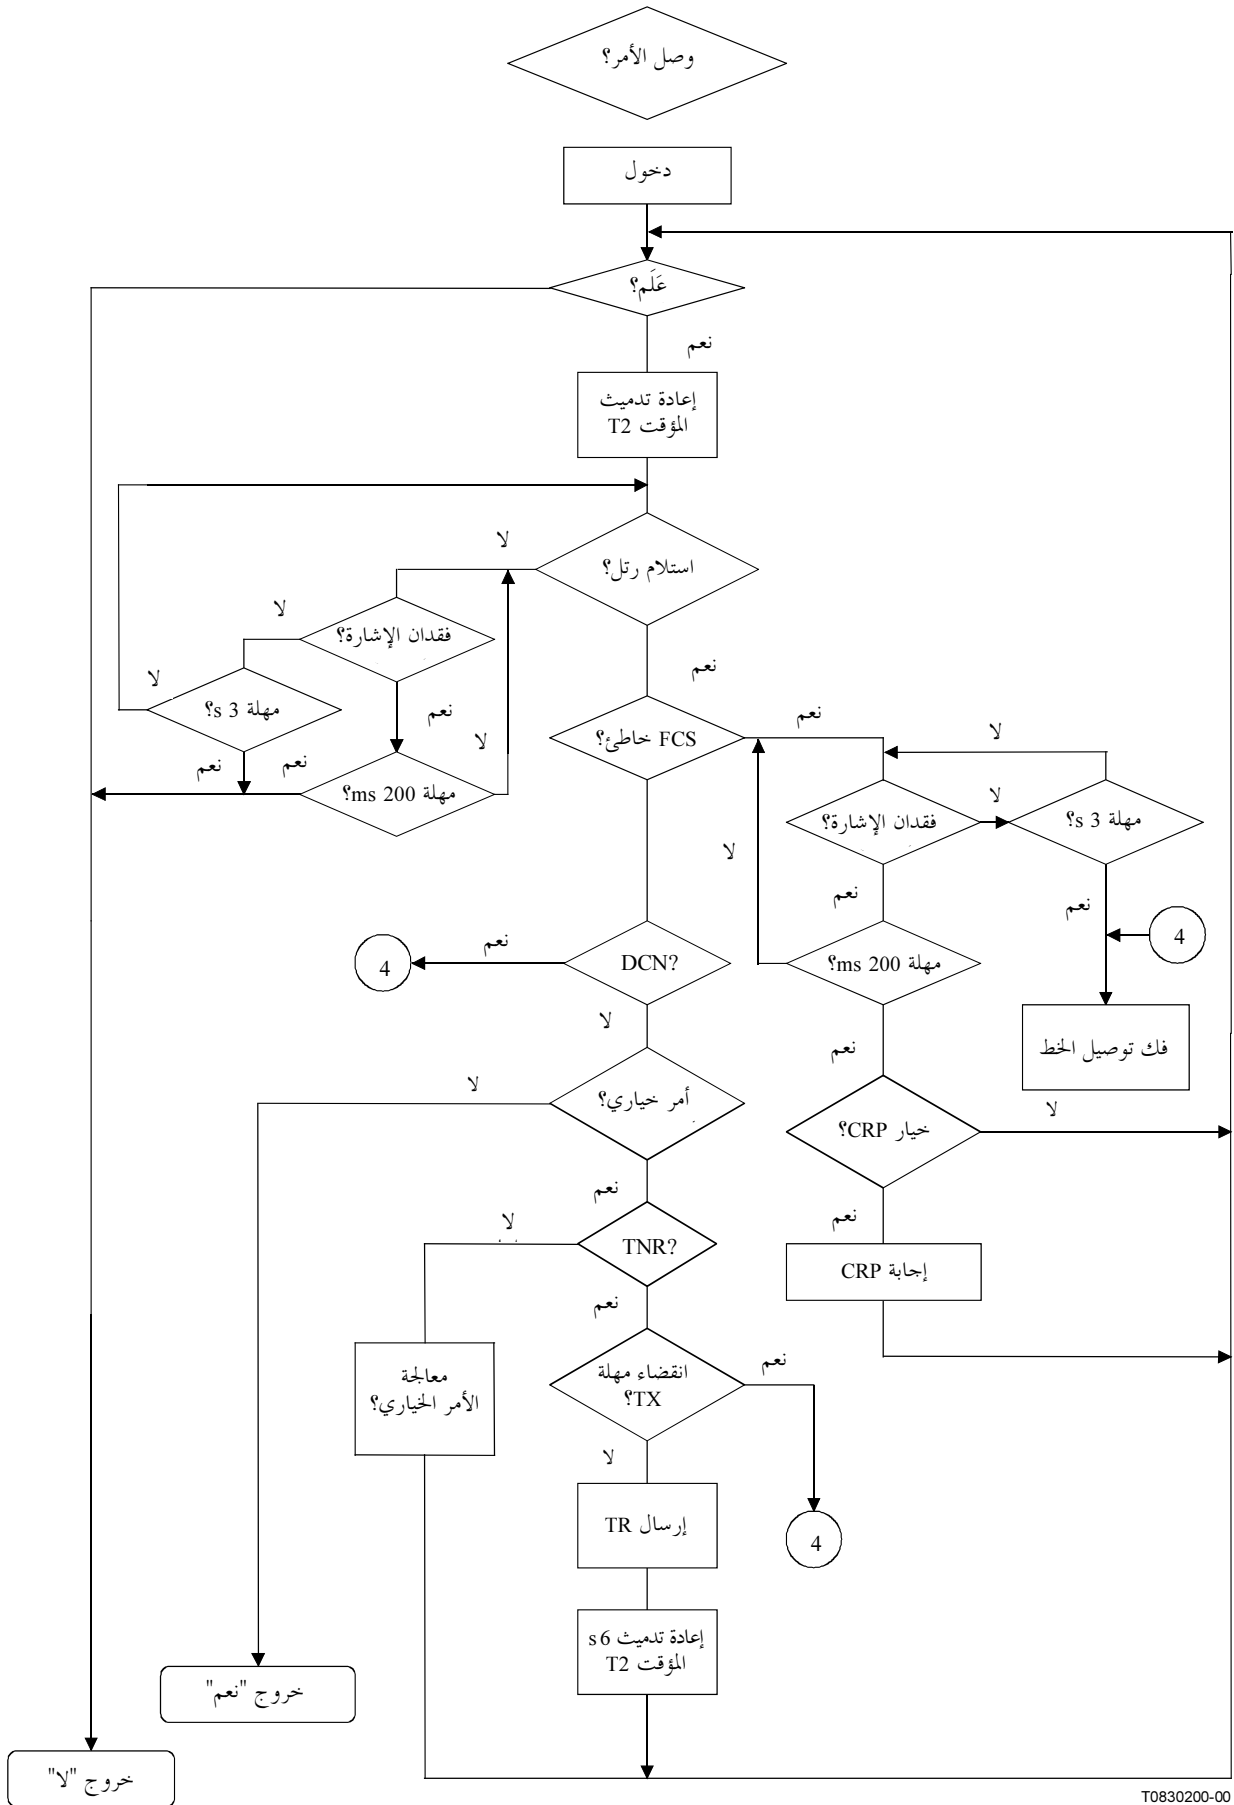 وصل الأمر؟
دخول
عَلَم؟
نعم
إعادة تدميث
المؤقت T2
لا
استلام رتل؟
لا
فقدان الإشارة؟
نعم
لا
مهلة 3 s؟
نعم
لا
نعم
FCS خاطئ؟
لا
نعم
نعم
مهلة 200 ms؟
لا
لا
فقدان الإشارة؟
مهلة 3 s؟
لا
نعم
نعم
4
نعم
DCN?
مهلة 200 ms؟
4
لا
نعم
فك توصيل الخط
لا
أمر خياري؟
خيار CRP؟
لا
نعم
لا
نعم
TNR?
إجابة CRP
نعم
معالجة
الأمر الخياري؟
انقضاء مهلة
TX؟
نعم
لا
إرسال TR
4
إعادة تدميث 6 s
المؤقت T2
خروج "نعم"
خروج "لا"
T0830200-00